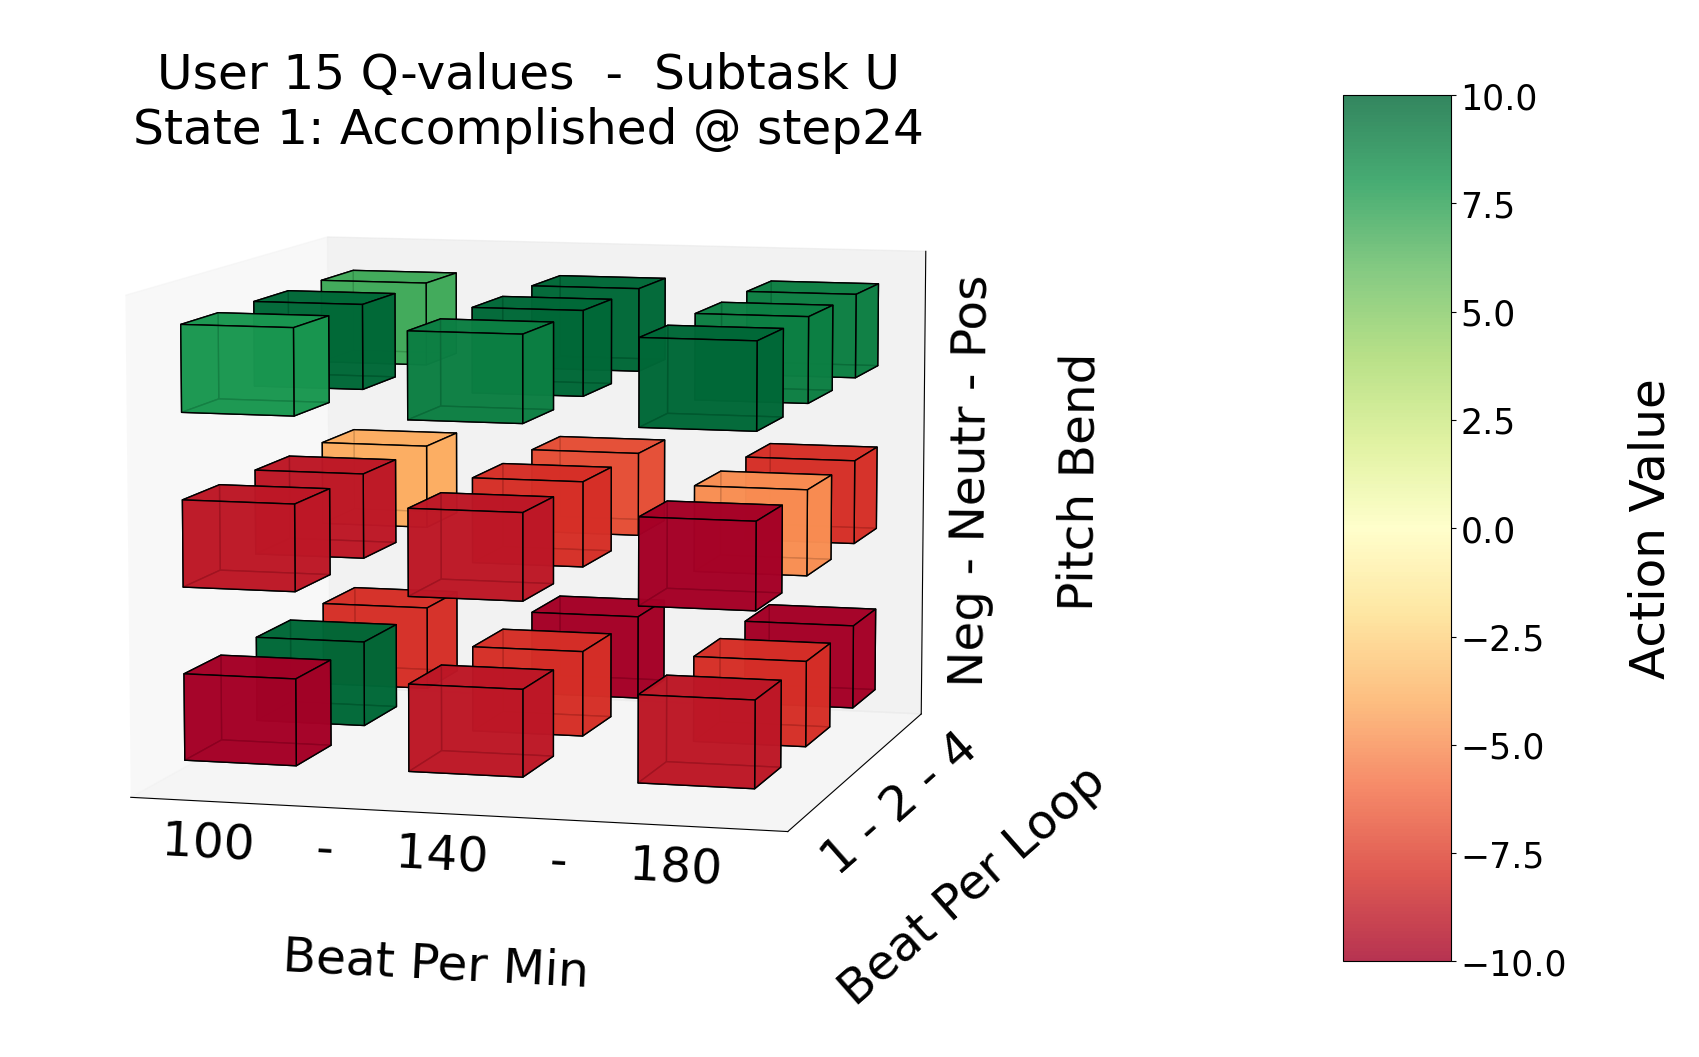 User 15 Q-values  -  Subtask U
State 1: Accomplished @ step24
10.0
7.5
5.0
2.5
0.0
−2.5
−5.0
−7.5
−10.0
Action Value
Neg - Neutr - Pos
Pitch Bend
1 - 2 - 4
Beat Per Loop
100 - 140 - 180
Beat Per Min